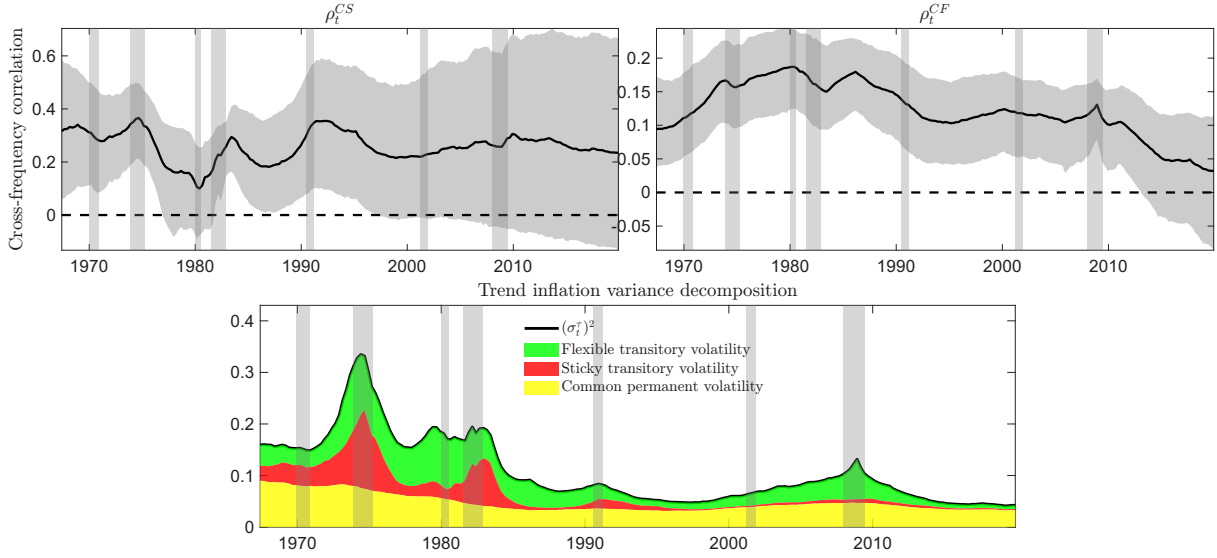 ρ_t^{CS}
ρ_t^{CF}
Cross-frequency correlation
0.6
0.4
0.2
0
0.2
0.15
0.1
0.05
0
-0.05
1970 1980 1990 2000 2010
1970 1980 1990 2000 2010
Trend inflation variance decomposition
0.4
0.3
0.2
0.1
0
(σ_t^τ)^2
Flexible transitory volatility
Sticky transitory volatility
Common permanent volatility
1970 1980 1990 2000 2010